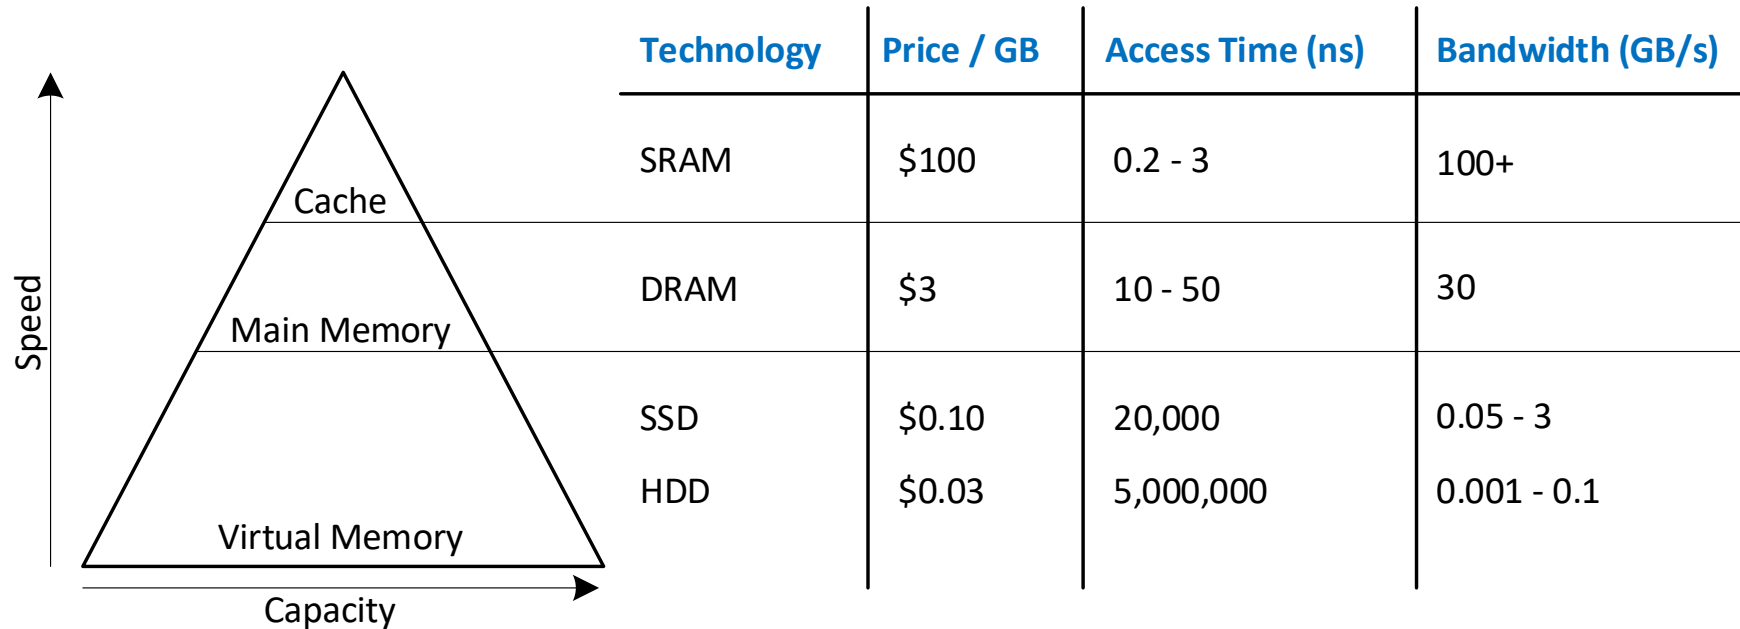 Technology Price / GB Access Time (ns) Bandwidth (GB/s)
SRAM $100 0.2 - 3 100+
Cache
DRAM $3 10 - 50 30
Main Memory
SSD $0.10 20,000 0.05 - 3
HDD $0.03 5,000,000 0.001 - 0.1
Virtual Memory
Speed
Capacity